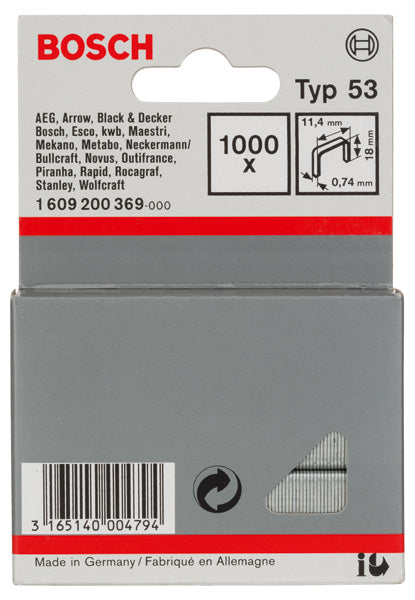 BOSCH
Typ 53
AEG, Arrow, Black & Decker
Bosch, Esco, kwb, Maestri,
Mekano, Metabo, Neckermann/
Bullcraft, Novus, Outifrance,
Piranha, Rapid, Rocagraf,
Stanley, Wolfcraft
1 609 200 369-000
1000
x
11,4 mm
18 mm
0,74 mm
3 165140 004794
Made in Germany / Fabriqué en Allemagne